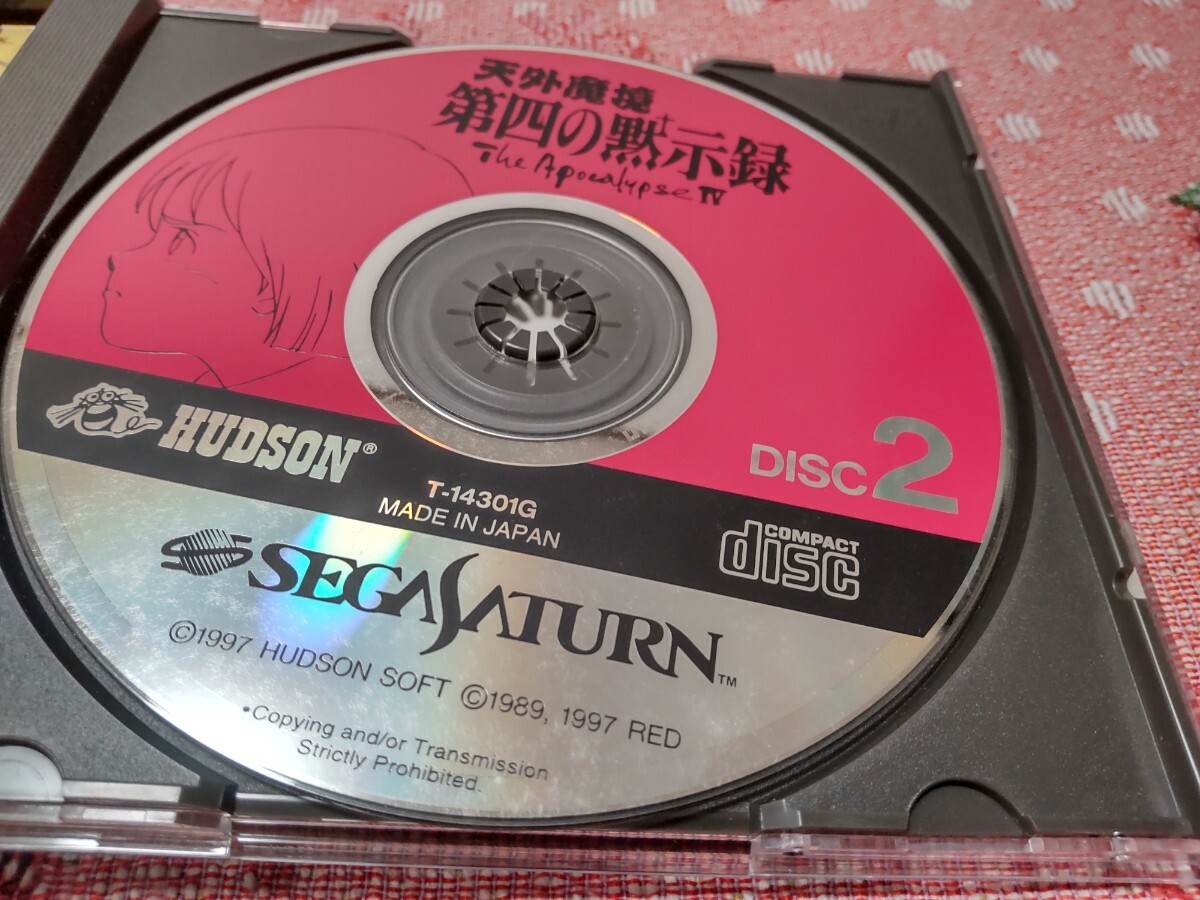 天外魔境
第四の黙示録
The Apocalypse IV
DISC 2
HUDSON®
T-14301G
MADE IN JAPAN
COMPACT
disc
SEGA SATURN™
©1997 HUDSON SOFT ©1989, 1997 RED
•Copying and/or Transmission
Strictly Prohibited.